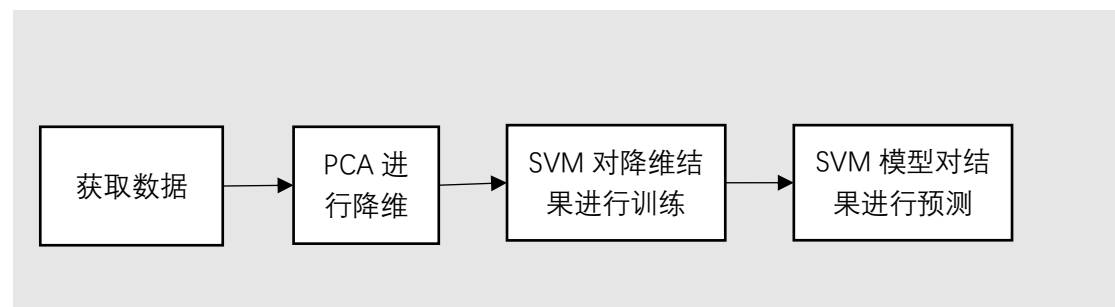 获取数据
PCA 进
行降维
SVM 对降维结
果进行训练
SVM 模型对结
果进行预测